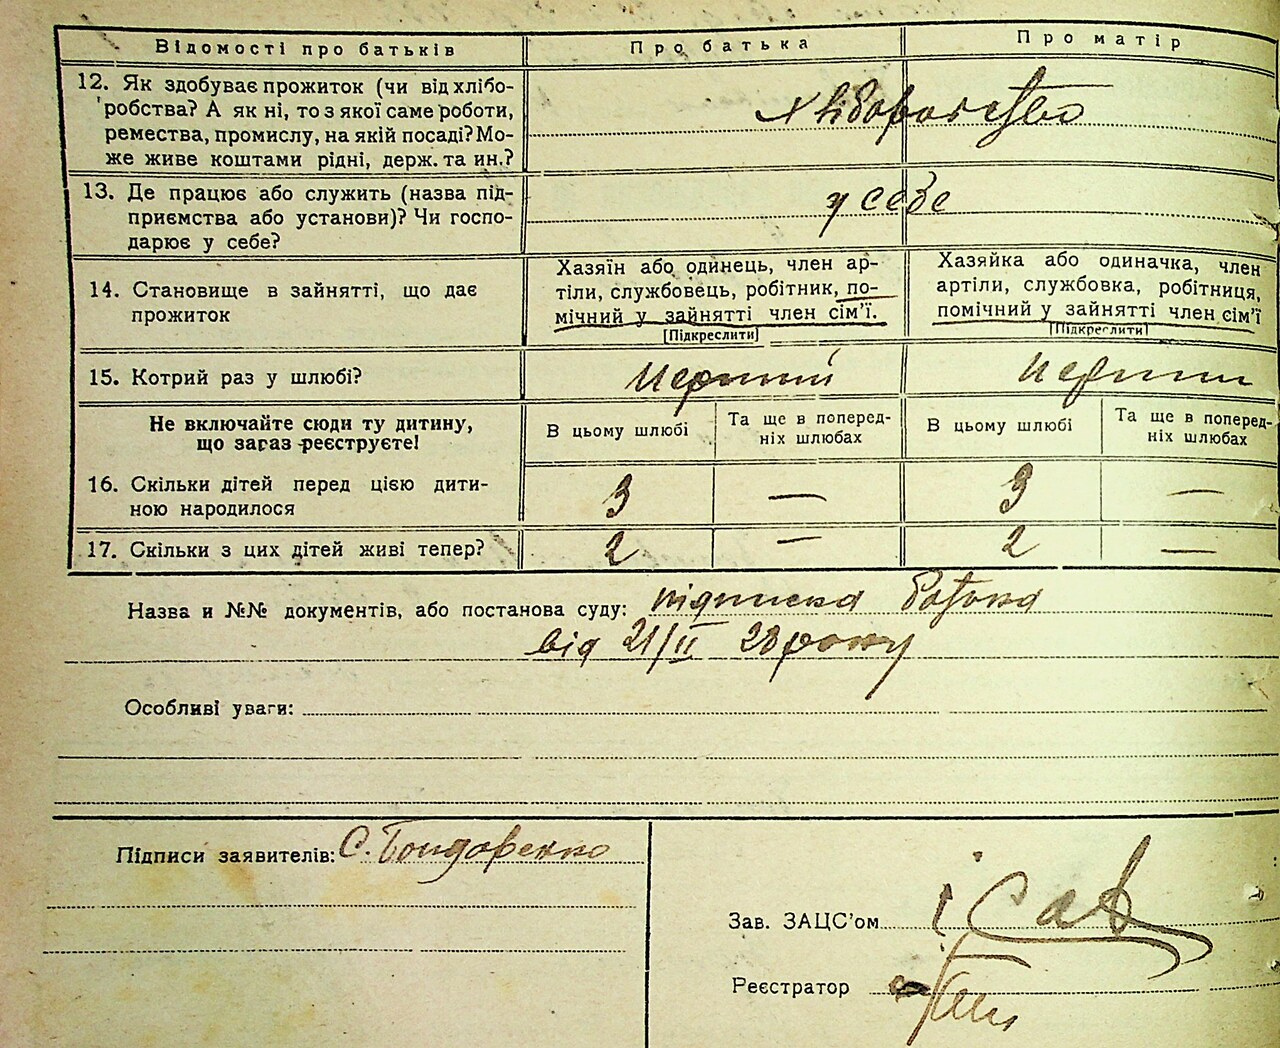 Відомості про батьків
Про батька
Про матір
12. Як здобуває прожиток (чи від хлібо-
робства? А як ні, то з якої саме роботи,
ремества, промислу, на якій посаді? Мо-
же живе коштами рідні, держ. та ин.?
хліборобство
13. Де працює або служить (назва під-
приємства або установи)? Чи госпо-
дарює у себе?
у себе
14. Становище в зайнятті, що дає
прожиток
Хазяїн або одинець, член ар-
тіли, службовець, робітник, по-
мічний у зайнятті член сім'ї.
[Підкреслити]
Хазяйка або одиначка, член
артіли, службовка, робітниця,
помічний у зайнятті член сім'ї
[Підкреслити]
15. Котрий раз у шлюбі?
Перший
Перший
Не включайте сюди ту дитину,
що зараз реєструєте!
В цьому шлюбі
Та ще в поперед-
ніх шлюбах
В цьому шлюбі
Та ще в поперед-
ніх шлюбах
16. Скільки дітей перед цією дити-
ною народилося
3 — 3 —
17. Скільки з цих дітей живі тепер?
2 — 2 —
Назва и №№ документів, або постанова суду: підписка батька
від 21/II 28 року
Особливі уваги:
Підписи заявителів: С. Бондаренко
Зав. ЗАЦС'ом
Реєстратор